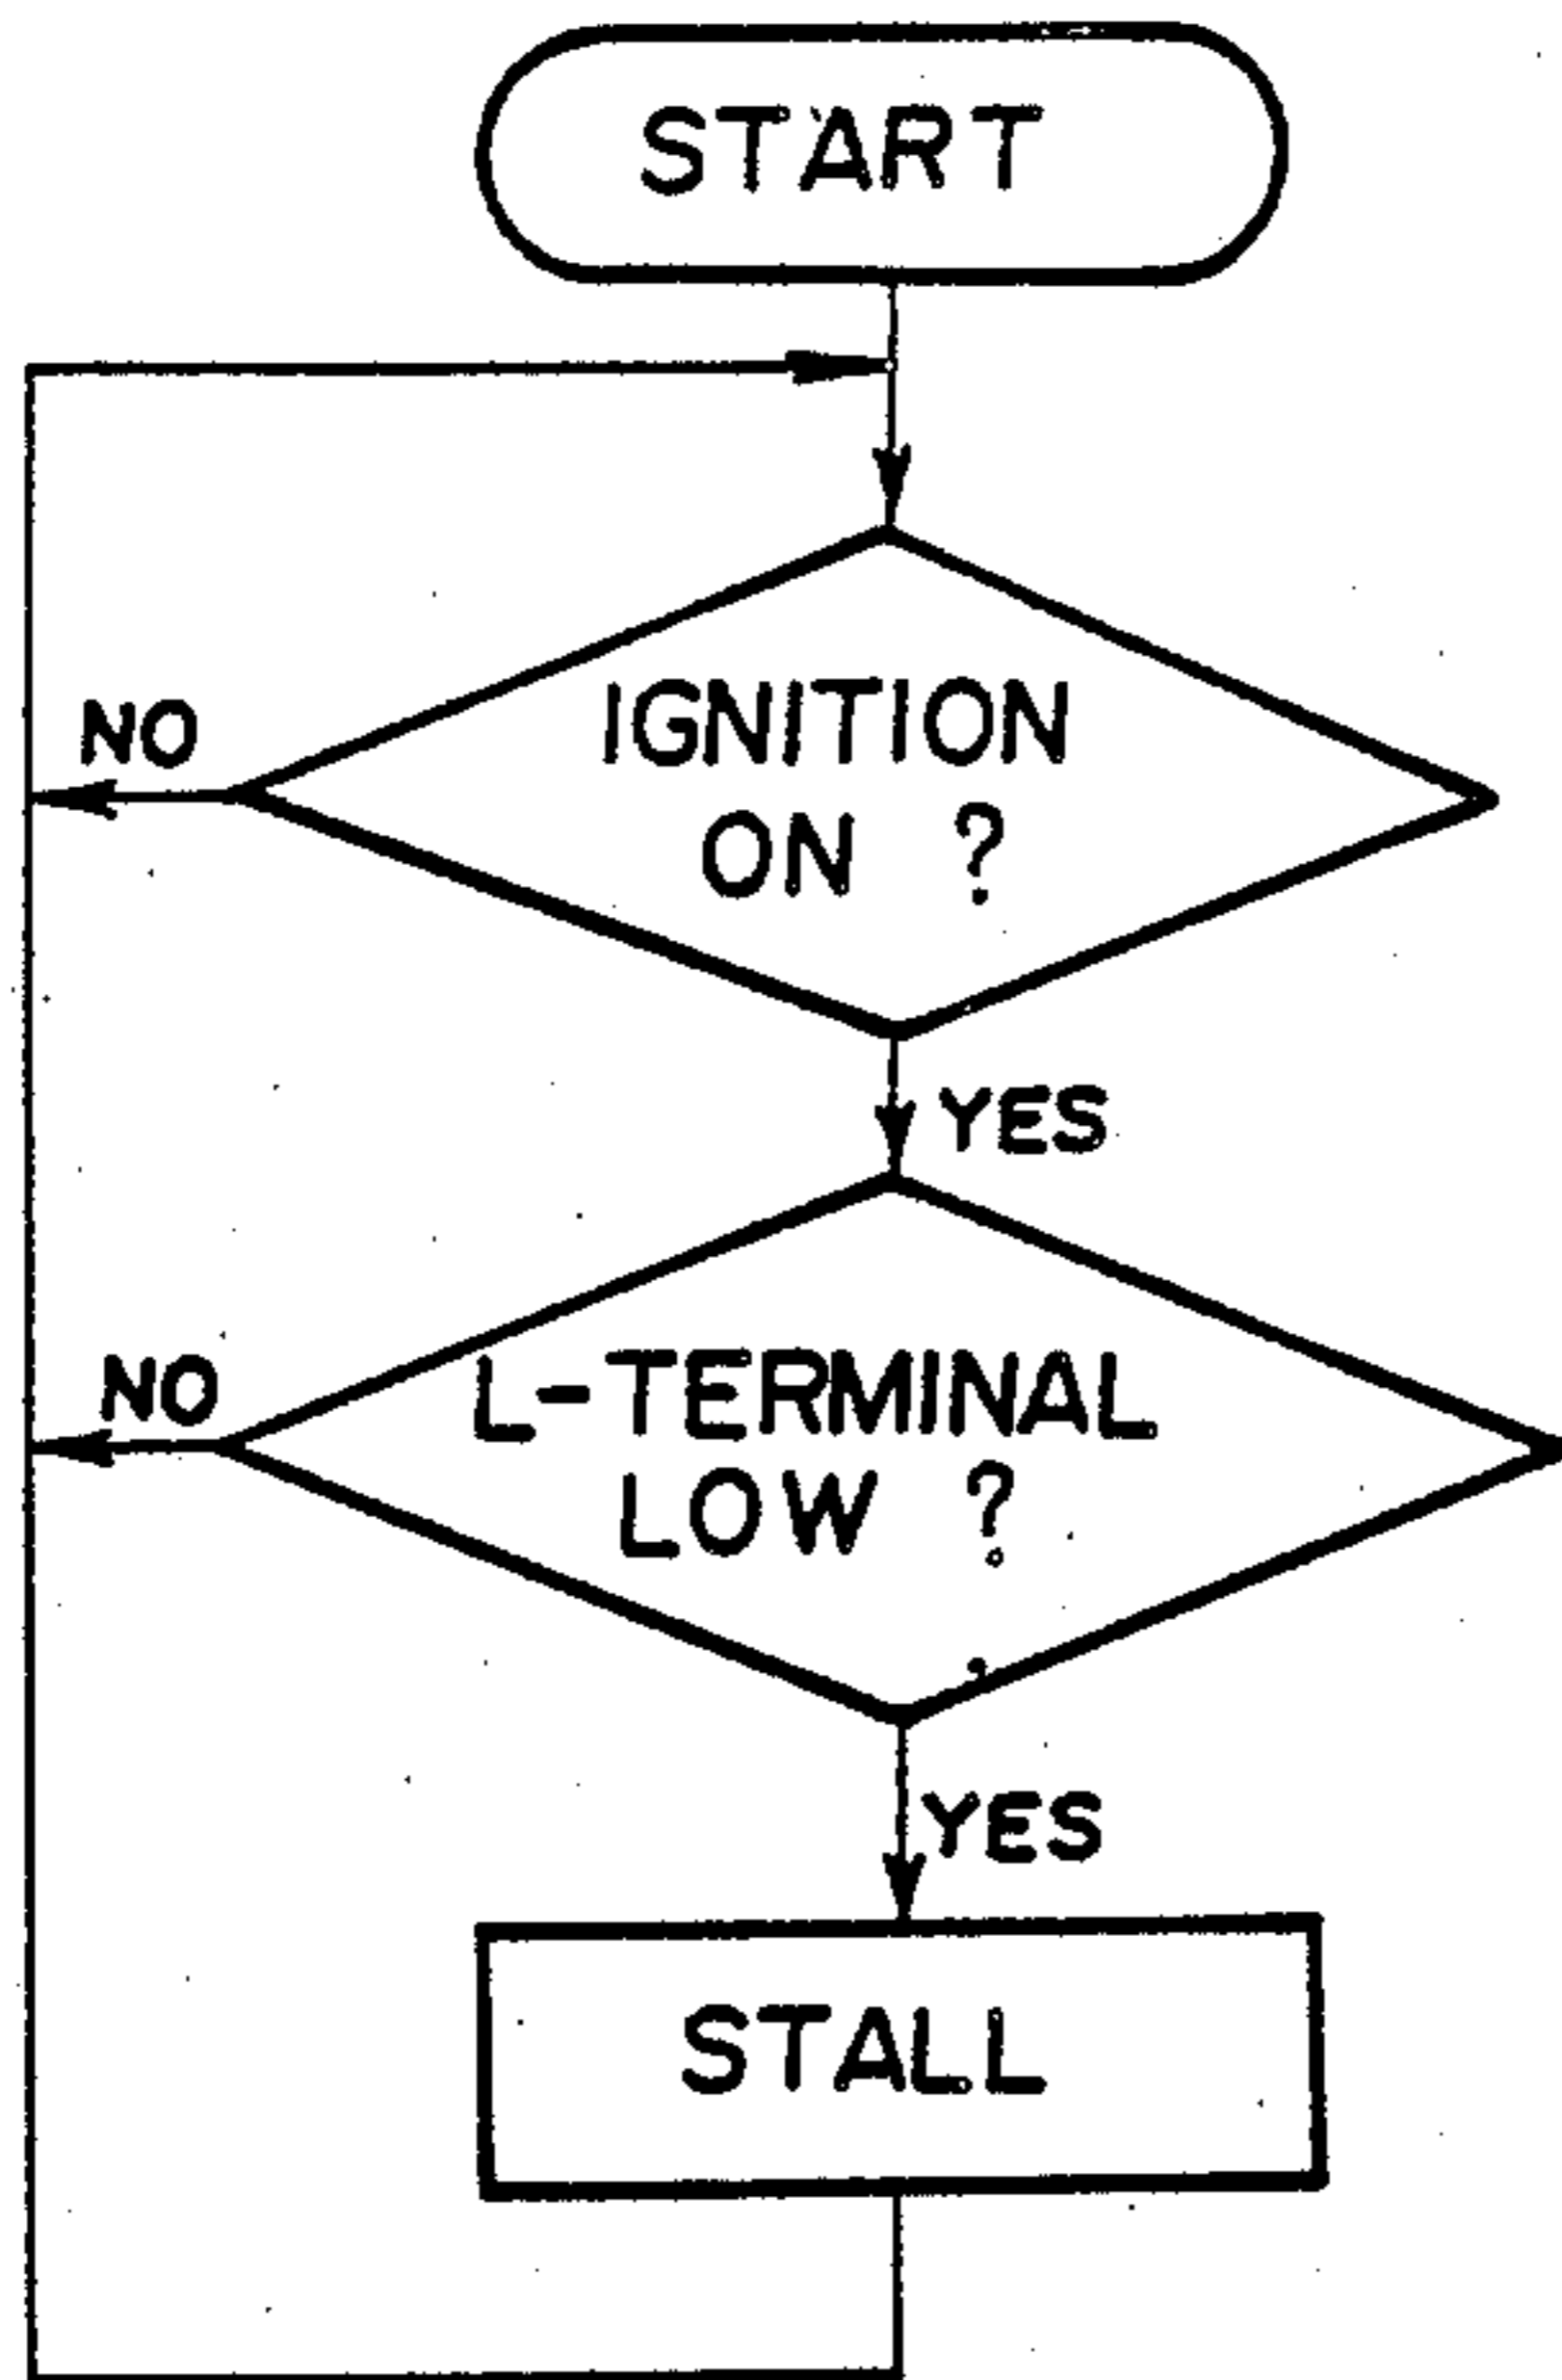 START
NO
IGNITION
ON ?
YES
NO
L-TERMINAL
LOW ?
YES
STALL